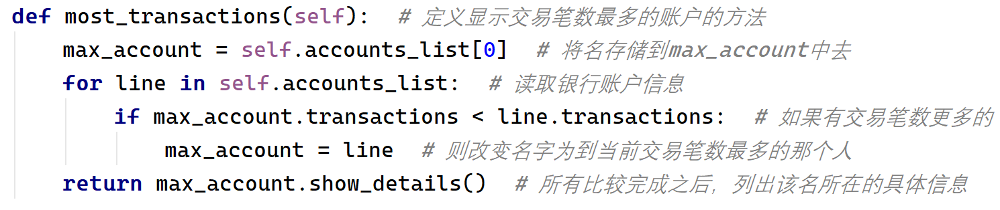 def most_transactions(self):  # 定义显示交易笔数最多的账户的方法
    max_account = self.accounts_list[0]  # 将名存储到max_account中去
    for line in self.accounts_list:  # 读取银行账户信息
        if max_account.transactions < line.transactions:  # 如果有交易笔数更多的
            max_account = line  # 则改变名字为到当前交易笔数最多的那个人
    return max_account.show_details()  # 所有比较完成之后，列出该名所在的具体信息